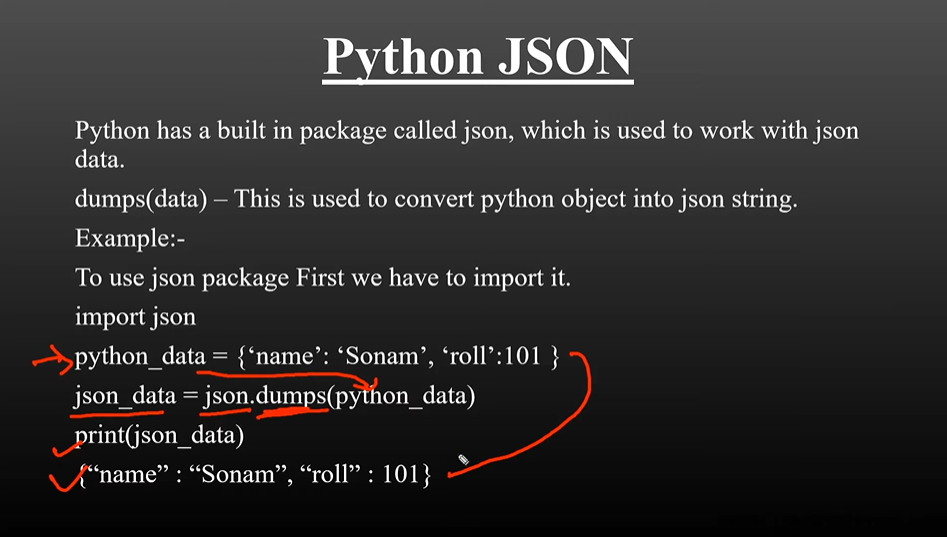 Python JSON
Python has a built in package called json, which is used to work with json
data.
dumps(data) – This is used to convert python object into json string.
Example:-
To use json package First we have to import it.
import json
python_data = {‘name’: ‘Sonam’, ‘roll’:101 }
json_data = json.dumps(python_data)
print(json_data)
{“name” : “Sonam”, “roll” : 101}